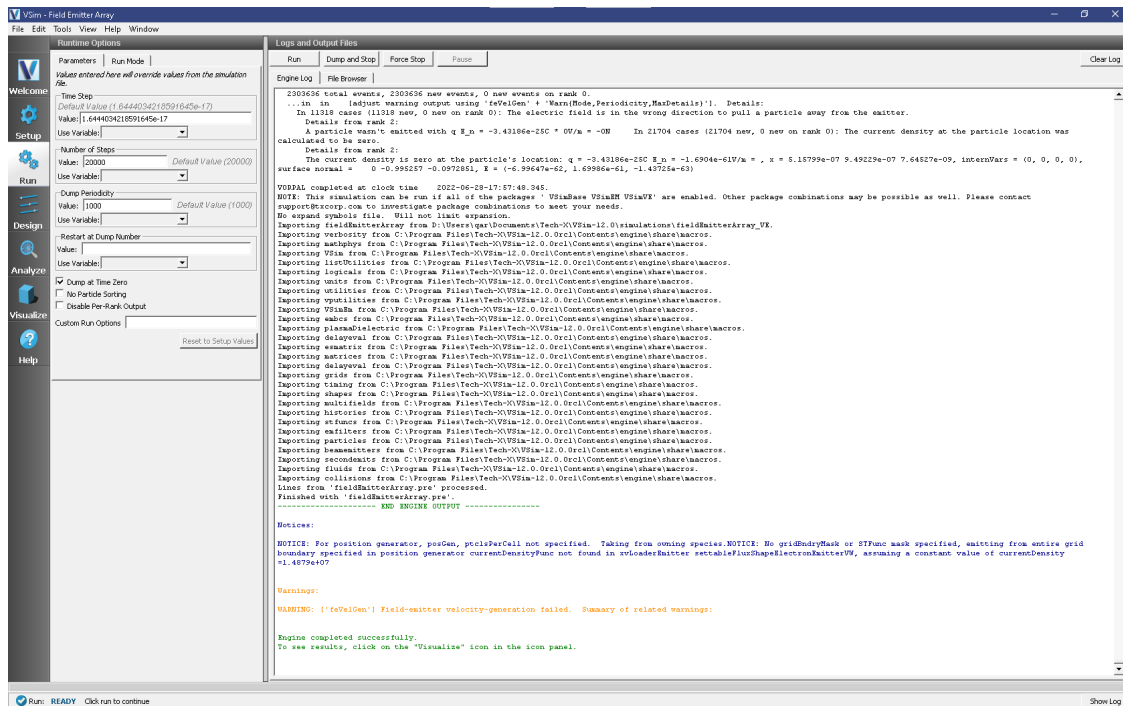 VSim - Field Emitter Array
File Edit Tools View Help Window
Welcome
Setup
Run
Design
Analyze
Visualize
Help
Runtime Options
Parameters
Run Mode
Values entered here will override values from the simulation
file.
Time Step
Default Value (1.6444034218591645e-17)
Value: 1.6444034218591645e-17
Use Variable:
Number of Steps
Value: 20000 Default Value (20000)
Use Variable:
Dump Periodicity
Value: 1000 Default Value (1000)
Use Variable:
Restart at Dump Number
Value:
Use Variable:
Dump at Time Zero
No Particle Sorting
Disable Per-Rank Output
Custom Run Options
Reset to Setup Values
Logs and Output Files
Run Dump and Stop Force Stop Pause Clear Log
Engine Log File Browser
2303636 total events, 2303636 new events, 0 new events on rank 0.
...in in [adjust warning output using 'feVelGen' + 'Warn{Mode,Periodicity,MaxDetails}']. Details:
In 11318 cases (11318 new, 0 new on rank 0): The electric field is in the wrong direction to pull a particle away from the emitter.
Details from rank 2:
A particle wasn't emitted with q E_n = -3.43186e-25C * 0V/m = -0N In 21704 cases (21704 new, 0 new on rank 0): The current density at the particle location was
calculated to be zero.
Details from rank 2:
The current density is zero at the particle's location: q = -3.43186e-25C E_n = -1.6904e-61V/m = , x = 5.15799e-07 9.49229e-07 7.64527e-09, internVars = (0, 0, 0, 0),
surface normal = 0 -0.995257 -0.0972851, E = (-6.99647e-62, 1.69986e-61, -1.43725e-63)
VORPAL completed at clock time 2022-06-28-17:57:48.345.
NOTE: This simulation can be run if all of the packages ' VSimBase VSimEM VSimVE' are enabled. Other package combinations may be possible as well. Please contact
support@txcorp.com to investigate package combinations to meet your needs.
No expand symbols file. Will not limit expansion.
Importing fieldEmitterArray from D:\Users\qar\Documents\Tech-X\VSim-12.0\simulations\fieldEmitterArray_VE.
Importing verbosity from C:\Program Files\Tech-X\VSim-12.0.0rc1\Contents\engine\share\macros.
Importing mathphys from C:\Program Files\Tech-X\VSim-12.0.0rc1\Contents\engine\share\macros.
Importing VSim from C:\Program Files\Tech-X\VSim-12.0.0rc1\Contents\engine\share\macros.
Importing listUtilities from C:\Program Files\Tech-X\VSim-12.0.0rc1\Contents\engine\share\macros.
Importing logicals from C:\Program Files\Tech-X\VSim-12.0.0rc1\Contents\engine\share\macros.
Importing units from C:\Program Files\Tech-X\VSim-12.0.0rc1\Contents\engine\share\macros.
Importing utilities from C:\Program Files\Tech-X\VSim-12.0.0rc1\Contents\engine\share\macros.
Importing vputilities from C:\Program Files\Tech-X\VSim-12.0.0rc1\Contents\engine\share\macros.
Importing VSimEm from C:\Program Files\Tech-X\VSim-12.0.0rc1\Contents\engine\share\macros.
Importing embcs from C:\Program Files\Tech-X\VSim-12.0.0rc1\Contents\engine\share\macros.
Importing plasmaDielectric from C:\Program Files\Tech-X\VSim-12.0.0rc1\Contents\engine\share\macros.
Importing delayeval from C:\Program Files\Tech-X\VSim-12.0.0rc1\Contents\engine\share\macros.
Importing esmatrix from C:\Program Files\Tech-X\VSim-12.0.0rc1\Contents\engine\share\macros.
Importing matrices from C:\Program Files\Tech-X\VSim-12.0.0rc1\Contents\engine\share\macros.
Importing delayeval from C:\Program Files\Tech-X\VSim-12.0.0rc1\Contents\engine\share\macros.
Importing grids from C:\Program Files\Tech-X\VSim-12.0.0rc1\Contents\engine\share\macros.
Importing timing from C:\Program Files\Tech-X\VSim-12.0.0rc1\Contents\engine\share\macros.
Importing shapes from C:\Program Files\Tech-X\VSim-12.0.0rc1\Contents\engine\share\macros.
Importing multifields from C:\Program Files\Tech-X\VSim-12.0.0rc1\Contents\engine\share\macros.
Importing histories from C:\Program Files\Tech-X\VSim-12.0.0rc1\Contents\engine\share\macros.
Importing stfuncs from C:\Program Files\Tech-X\VSim-12.0.0rc1\Contents\engine\share\macros.
Importing emfilters from C:\Program Files\Tech-X\VSim-12.0.0rc1\Contents\engine\share\macros.
Importing particles from C:\Program Files\Tech-X\VSim-12.0.0rc1\Contents\engine\share\macros.
Importing beamemitters from C:\Program Files\Tech-X\VSim-12.0.0rc1\Contents\engine\share\macros.
Importing secondemits from C:\Program Files\Tech-X\VSim-12.0.0rc1\Contents\engine\share\macros.
Importing fluids from C:\Program Files\Tech-X\VSim-12.0.0rc1\Contents\engine\share\macros.
Importing collisions from C:\Program Files\Tech-X\VSim-12.0.0rc1\Contents\engine\share\macros.
Lines from 'fieldEmitterArray.pre' processed.
Finished with 'fieldEmitterArray.pre'.
--------------------- END ENGINE OUTPUT ----------------
Notices:
NOTICE: For position generator, posGen, ptclsPerCell not specified. Taking from owning species.NOTICE: No gridBndryMask or STFunc mask specified, emitting from entire grid
boundary specified in position generator currentDensityFunc not found in xvLoaderEmitter settableFluxShapeElectronEmitterVW, assuming a constant value of currentDensity
=1.4879e+07
Warnings:
WARNING: ['feVelGen'] Field-emitter velocity-generation failed. Summary of related warnings:
Engine completed successfully.
To see results, click on the "Visualize" icon in the icon panel.
Run: READY Click run to continue
Show Log